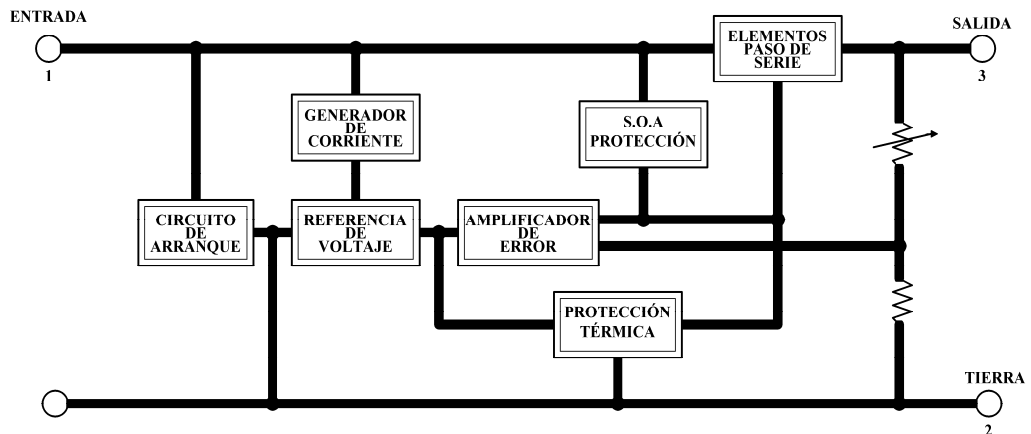 ENTRADA
1
ELEMENTOS
PASO DE
SERIE
SALIDA
3
GENERADOR
DE
CORRIENTE
S.O.A
PROTECCIÓN
CIRCUITO
DE
ARRANQUE
REFERENCIA
DE
VOLTAJE
AMPLIFICADOR
DE
ERROR
PROTECCIÓN
TÉRMICA
TIERRA
2